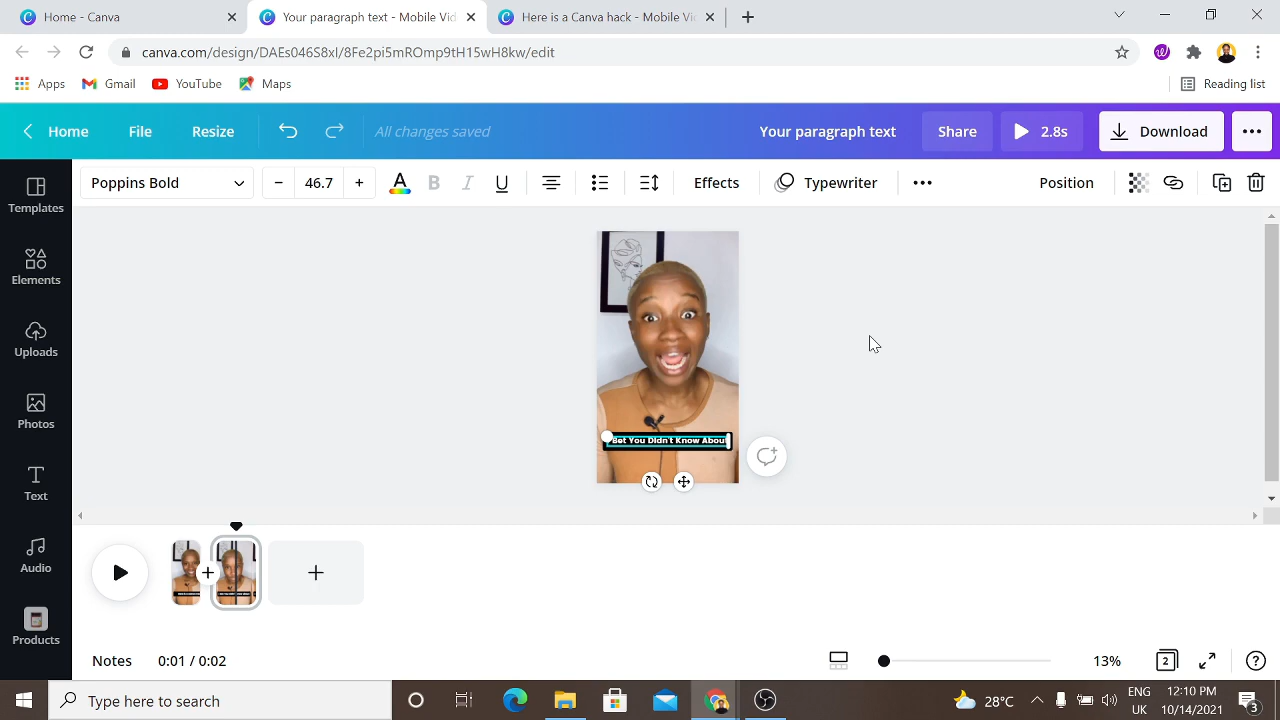 Home - Canva
Your paragraph text - Mobile Vid
Here is a Canva hack - Mobile Vi
canva.com/design/DAEs046S8xI/8Fe2pi5mROmp9tH15wH8kw/edit
Apps
Gmail
YouTube
Maps
Reading list
Home
File
Resize
All changes saved
Your paragraph text
Share
2.8s
Download
Poppins Bold
46.7
A
B
I
U
Effects
Typewriter
Position
Templates
Elements
Uploads
Photos
Text
Audio
Products
Bet You Didn't Know About
Notes
0:01 / 0:02
13%
2
Type here to search
28°C
ENG
UK
12:10 PM
10/14/2021
3